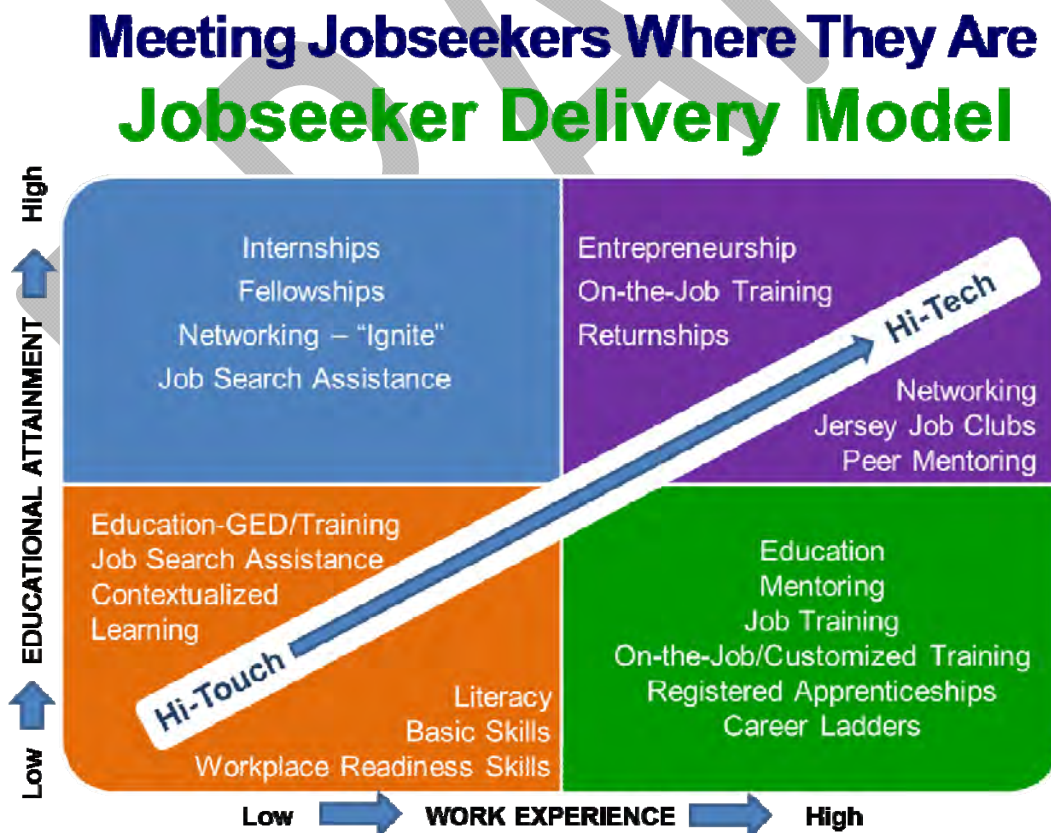 Meeting Jobseekers Where They Are
Jobseeker Delivery Model
High
EDUCATIONAL ATTAINMENT
Low
Internships
Fellowships
Networking – “Ignite”
Job Search Assistance
Entrepreneurship
On-the-Job Training
Returnships
Networking
Jersey Job Clubs
Peer Mentoring
Hi-Tech
Hi-Touch
Education-GED/Training
Job Search Assistance
Contextualized
Learning
Literacy
Basic Skills
Workplace Readiness Skills
Education
Mentoring
Job Training
On-the-Job/Customized Training
Registered Apprenticeships
Career Ladders
Low WORK EXPERIENCE High